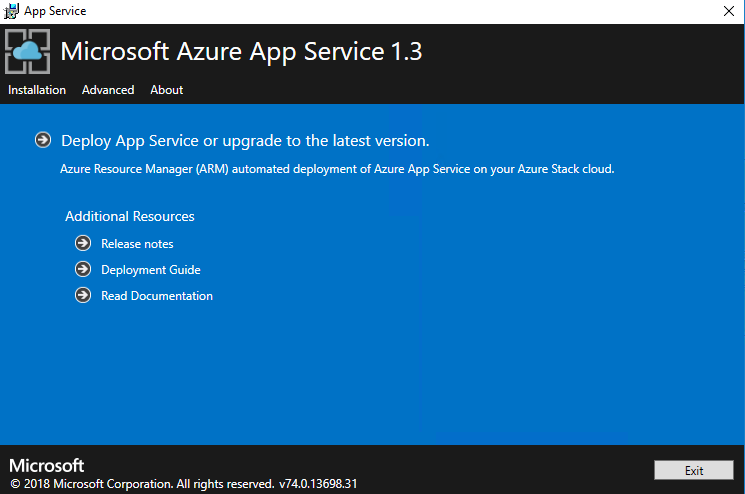 App Service
Microsoft Azure App Service 1.3
Installation Advanced About
Deploy App Service or upgrade to the latest version.
Azure Resource Manager (ARM) automated deployment of Azure App Service on your Azure Stack cloud.
Additional Resources
Release notes
Deployment Guide
Read Documentation
Microsoft
© 2018 Microsoft Corporation. All rights reserved. v74.0.13698.31
Exit